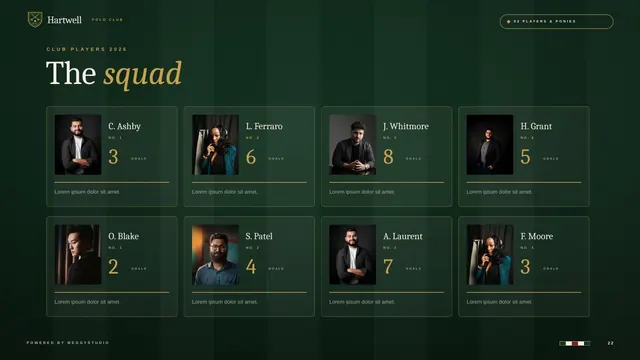 Hartwell
POLO CLUB
52 PLAYERS & PONIES
CLUB PLAYERS 2026
The squad
C. Ashby
NO. 1
3 GOALS
Lorem ipsum dolor sit amet.
L. Ferraro
NO. 2
6 GOALS
Lorem ipsum dolor sit amet.
J. Whitmore
NO. 3
8 GOALS
Lorem ipsum dolor sit amet.
H. Grant
NO. 4
5 GOALS
Lorem ipsum dolor sit amet.
O. Blake
NO. 1
2 GOALS
Lorem ipsum dolor sit amet.
S. Patel
NO. 2
4 GOALS
Lorem ipsum dolor sit amet.
A. Laurent
NO. 3
7 GOALS
Lorem ipsum dolor sit amet.
F. Moore
NO. 4
3 GOALS
Lorem ipsum dolor sit amet.
POWERED BY WEGGYSTUDIO
22